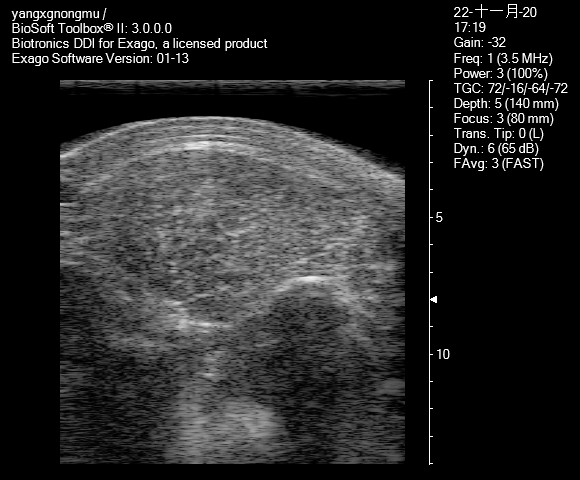 yangxgnongmu /
BioSoft Toolbox® II: 3.0.0.0
Biotronics DDI for Exago, a licensed product
Exago Software Version: 01-13
22-十一月-20
17:19
Gain: -32
Freq: 1 (3.5 MHz)
Power: 3 (100%)
TGC: 72/-16/-64/-72
Depth: 5 (140 mm)
Focus: 3 (80 mm)
Trans. Tip: 0 (L)
Dyn.: 6 (65 dB)
FAvg: 3 (FAST)
5
10